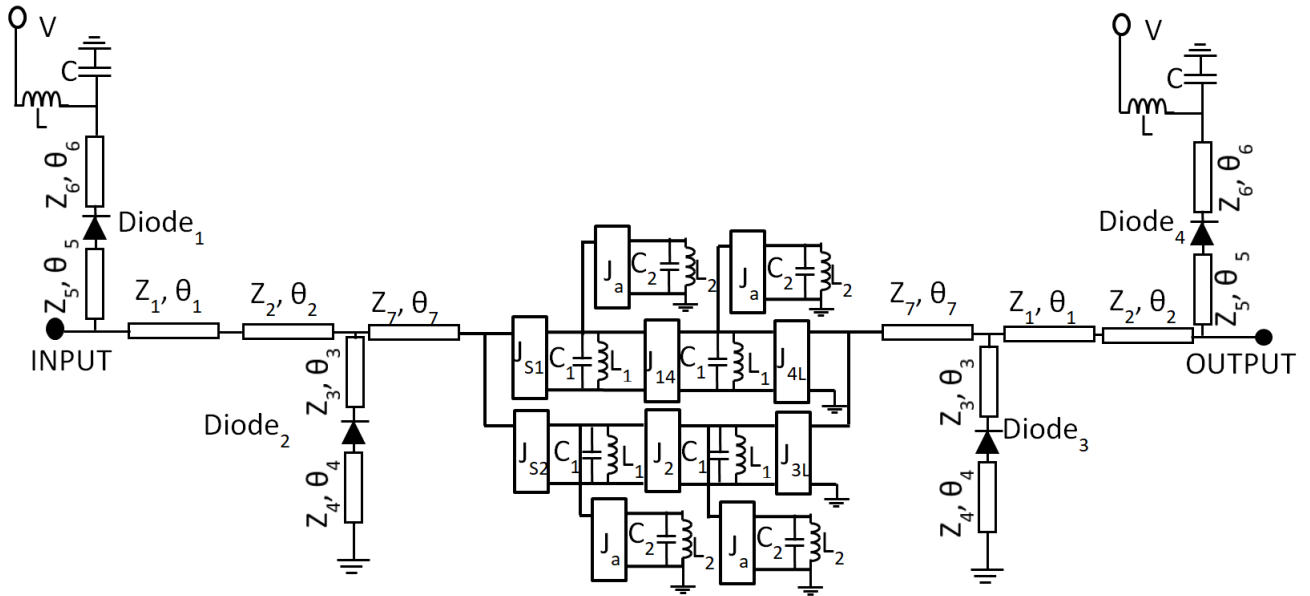 V
C
L
Z6, θ6
Diode1
Z5, θ5
INPUT
Z1, θ1
Z2, θ2
Z7, θ7
Z3, θ3
Diode2
Z4, θ4
Ja
C2
L2
Ja
C2
L2
JS1
C1
L1
J14
C1
L1
J4L
JS2
C1
L1
J2
C1
L1
J3L
Ja
C2
L2
Ja
C2
L2
Z7, θ7
Z1, θ1
Z2, θ2
Z3, θ3
Diode3
Z4, θ4
V
C
L
Z6, θ6
Diode4
Z5, θ5
OUTPUT